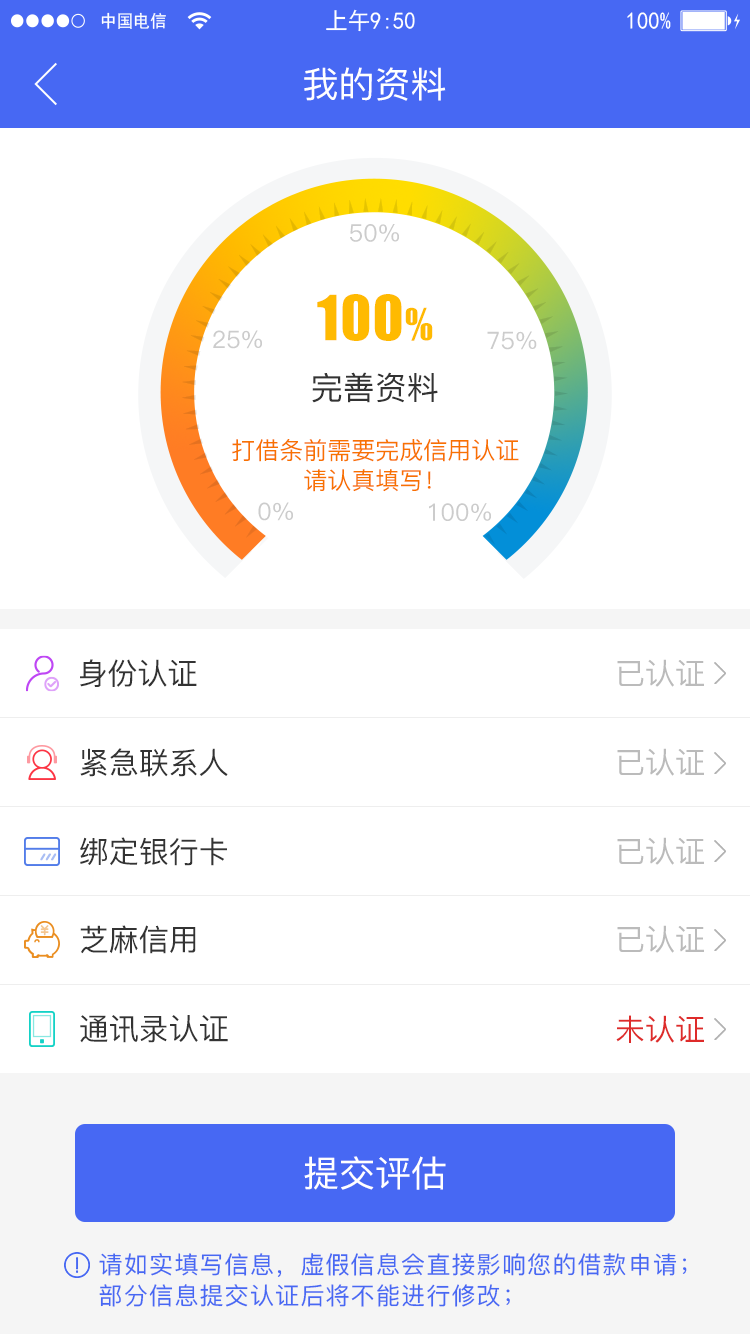 中国电信 上午9:50 100%
我的资料
50%
100%
25% 75%
完善资料
打借条前需要完成信用认证
请认真填写！
0% 100%
身份认证 已认证
紧急联系人 已认证
绑定银行卡 已认证
芝麻信用 已认证
通讯录认证 未认证
提交评估
请如实填写信息，虚假信息会直接影响您的借款申请；
部分信息提交认证后将不能进行修改；